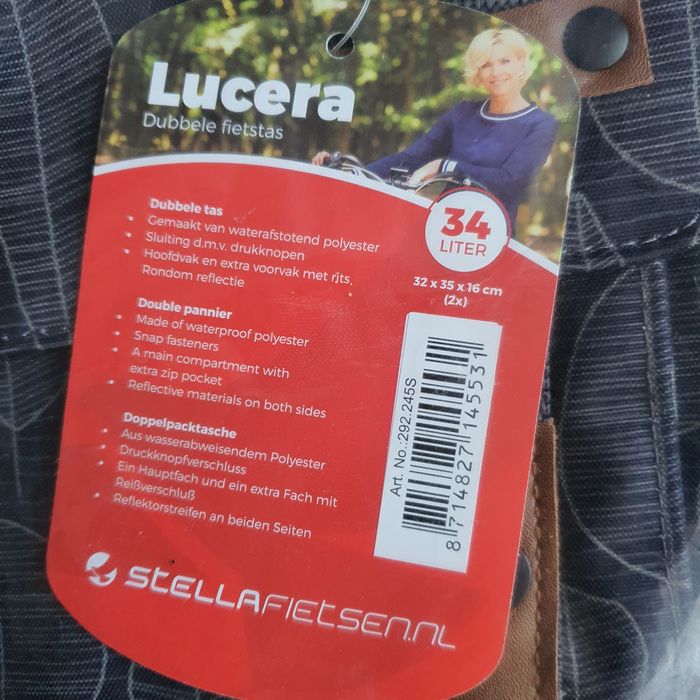 Lucera
Dubbele fietstas
34
LITER
32 x 35 x 16 cm
(2x)
Dubbele tas
• Gemaakt van waterafstotend polyester
• Sluiting d.m.v. drukknopen
• Hoofdvak en extra voorvak met rits.
Rondom reflectie
Double pannier
• Made of waterproof polyester
• Snap fasteners
• A main compartment with
extra zip pocket
• Reflective materials on both sides
Doppelpacktasche
• Aus wasserabweisendem Polyester
• Druckknopfverschluss
• Ein Hauptfach und ein extra Fach mit
Reißverschluß
• Reflektorstreifen an beiden Seiten
Art. No.:292.245S
8 714827 145531
STELLAFIETSEN.NL